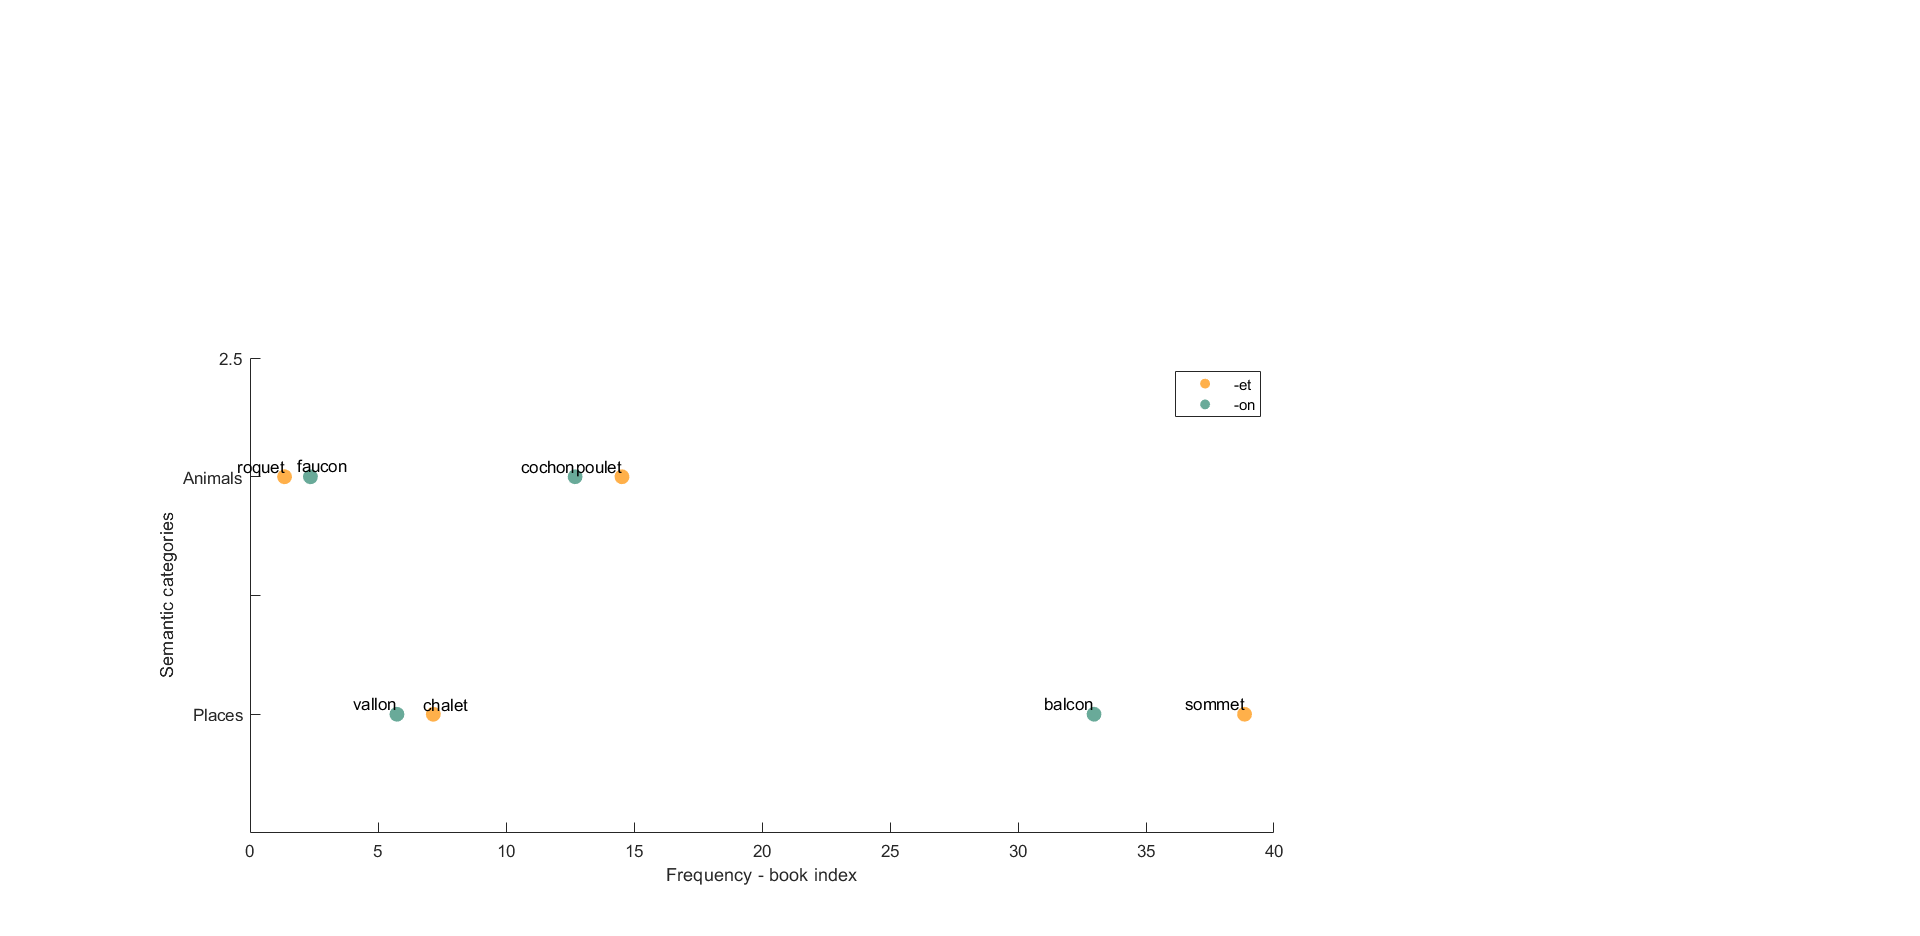 2.5
-et
-on
roquet faucon cochon poulet
Animals
Semantic categories
vallon chalet balcon sommet
Places
0 5 10 15 20 25 30 35 40
Frequency - book index